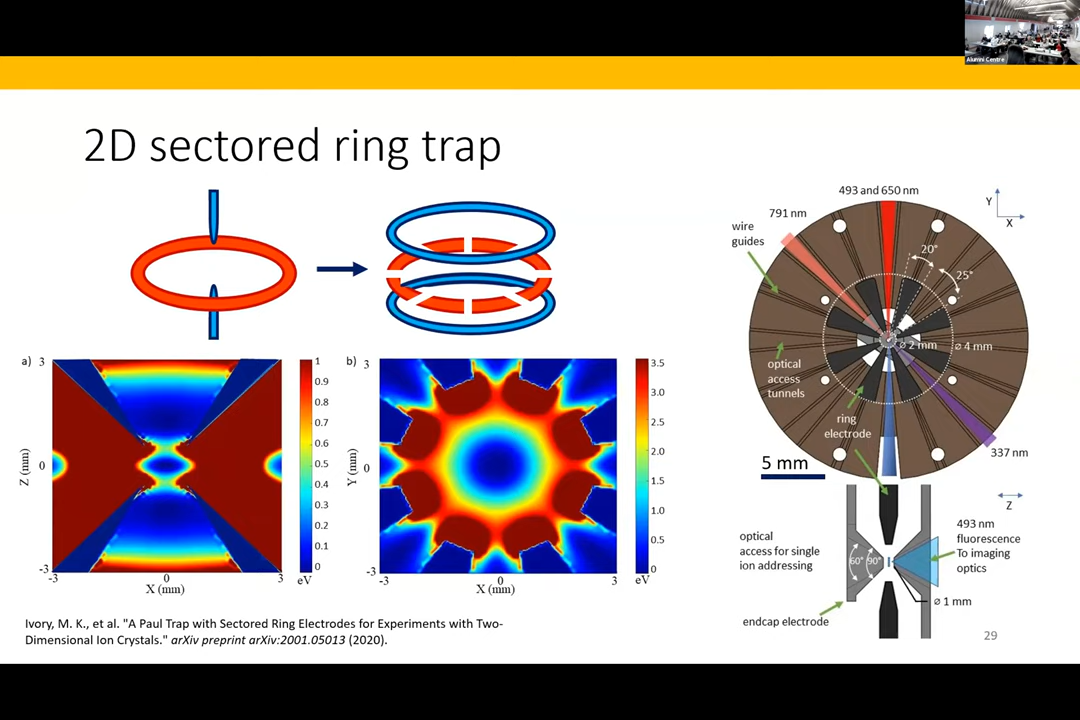 Alumni Centre
2D sectored ring trap
493 and 650 nm
791 nm
wire
guides
Y
X
20°
25°
⌀ 2 mm
⌀ 4 mm
optical
access
tunnels
ring
electrode
337 nm
5 mm
a)
3
0
-3
Z (mm)
-3
0
3
X (mm)
1
0.9
0.8
0.7
0.6
0.5
0.4
0.3
0.2
0.1
0
eV
b)
3
0
-3
Y (mm)
-3
0
3
X (mm)
3.5
3.0
2.5
2.0
1.5
1.0
0.5
0
eV
Z
optical
access for single
ion addressing
60°
90°
493 nm
fluorescence
To imaging
optics
⌀ 1 mm
endcap electrode
Ivory, M. K., et al. "A Paul Trap with Sectored Ring Electrodes for Experiments with Two-
Dimensional Ion Crystals." arXiv preprint arXiv:2001.05013 (2020).
29